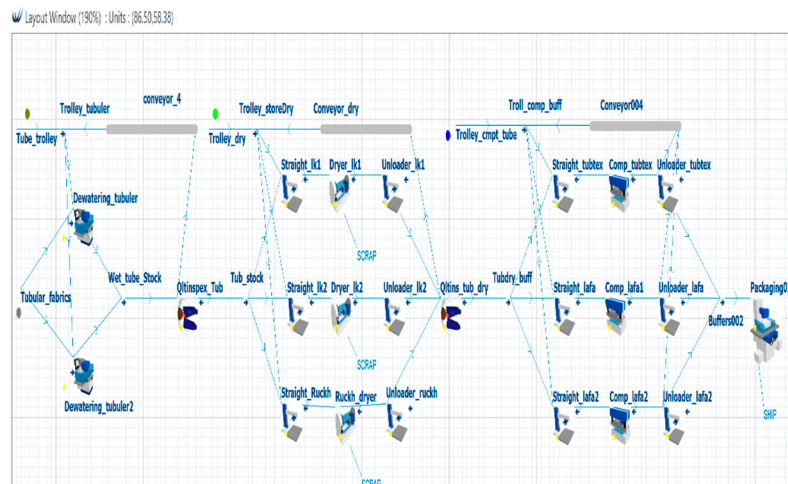 Layout Window (190%) : Units : (86.50,58.38)
Trolley_tubuler
conveyor_4
Trolley_storeDry
Conveyor_dry
Troll_comp_buff
Conveyor004
Tube_trolley
Trolley_dry
Trolley_cmpt_tube
Straight_lk1
Dryer_lk1
Unloader_lk1
Straight_tubtex
Comp_tubtex
Unloader_tubtex
Dewatering_tubuler
SCRAP
Wet_tube_Stock
Qltinspex_Tub
Tub_stock
Straight_lk2
Dryer_lk2
Unloader_lk2
Qltins_tub_dry
Tubdry_buff
Straight_lafa
Comp_lafa1
Unloader_lafa
Packaging0
Tubular_fabrics
Buffers002
SCRAP
Straight_Ruckh
Ruckh_dryer
Unloader_ruckh
Straight_lafa2
Comp_lafa2
Unloader_lafa2
Dewatering_tubuler2
SHIP
SCRAP